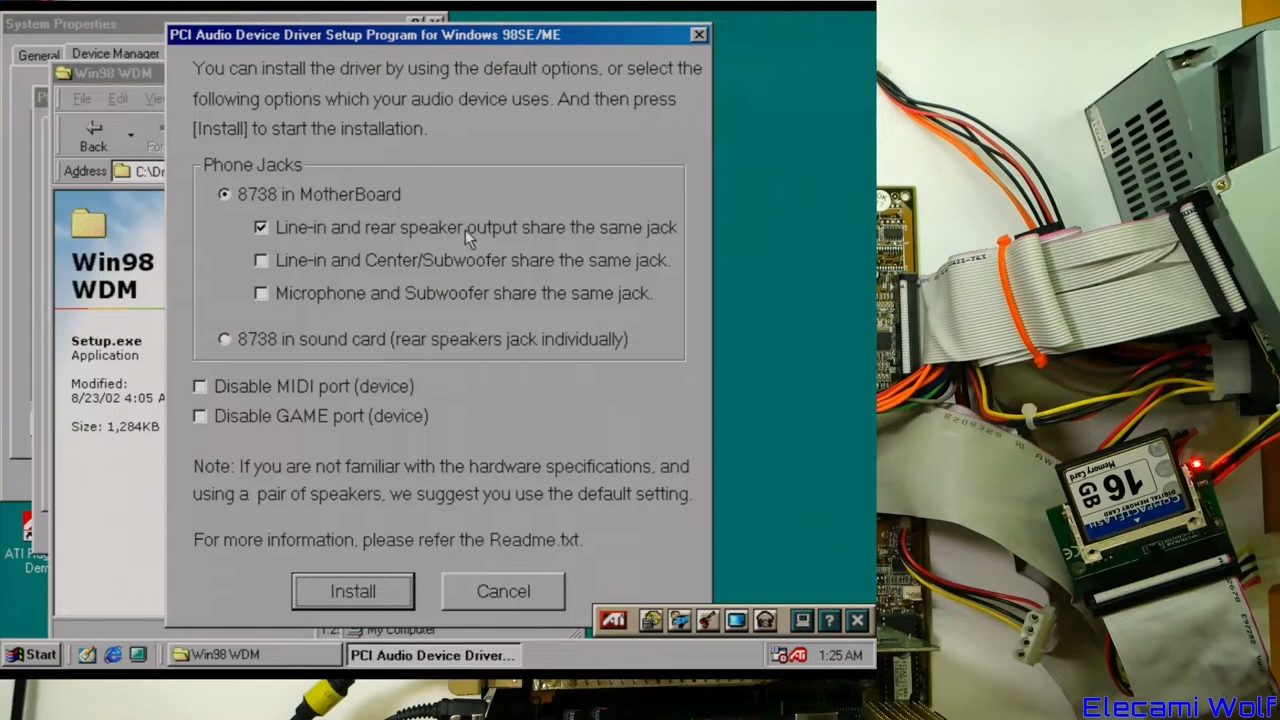 System Properties
General
Device Manager
Win98 WDM
File
Edit
Back
Address
C:\Dr
Win98
WDM
Setup.exe
Application
Modified:
8/23/02 4:05 A
Size: 1,284KB
PCI Audio Device Driver Setup Program for Windows 98SE/ME
You can install the driver by using the default options, or select the
following options which your audio device uses. And then press
[Install] to start the installation.
Phone Jacks
8738 in MotherBoard
Line-in and rear speaker output share the same jack
Line-in and Center/Subwoofer share the same jack.
Microphone and Subwoofer share the same jack.
8738 in sound card (rear speakers jack individually)
Disable MIDI port (device)
Disable GAME port (device)
Note: If you are not familiar with the hardware specifications, and
using a pair of speakers, we suggest you use the default setting.
For more information, please refer the Readme.txt.
Install
Cancel
My Computer
ATI
Start
Win98 WDM
PCI Audio Device Driver...
ATI
1:25 AM
16
GB
Memory Card
DIGITAL MEMORY CARD
COMPACTFLASH
Elecami Wolf